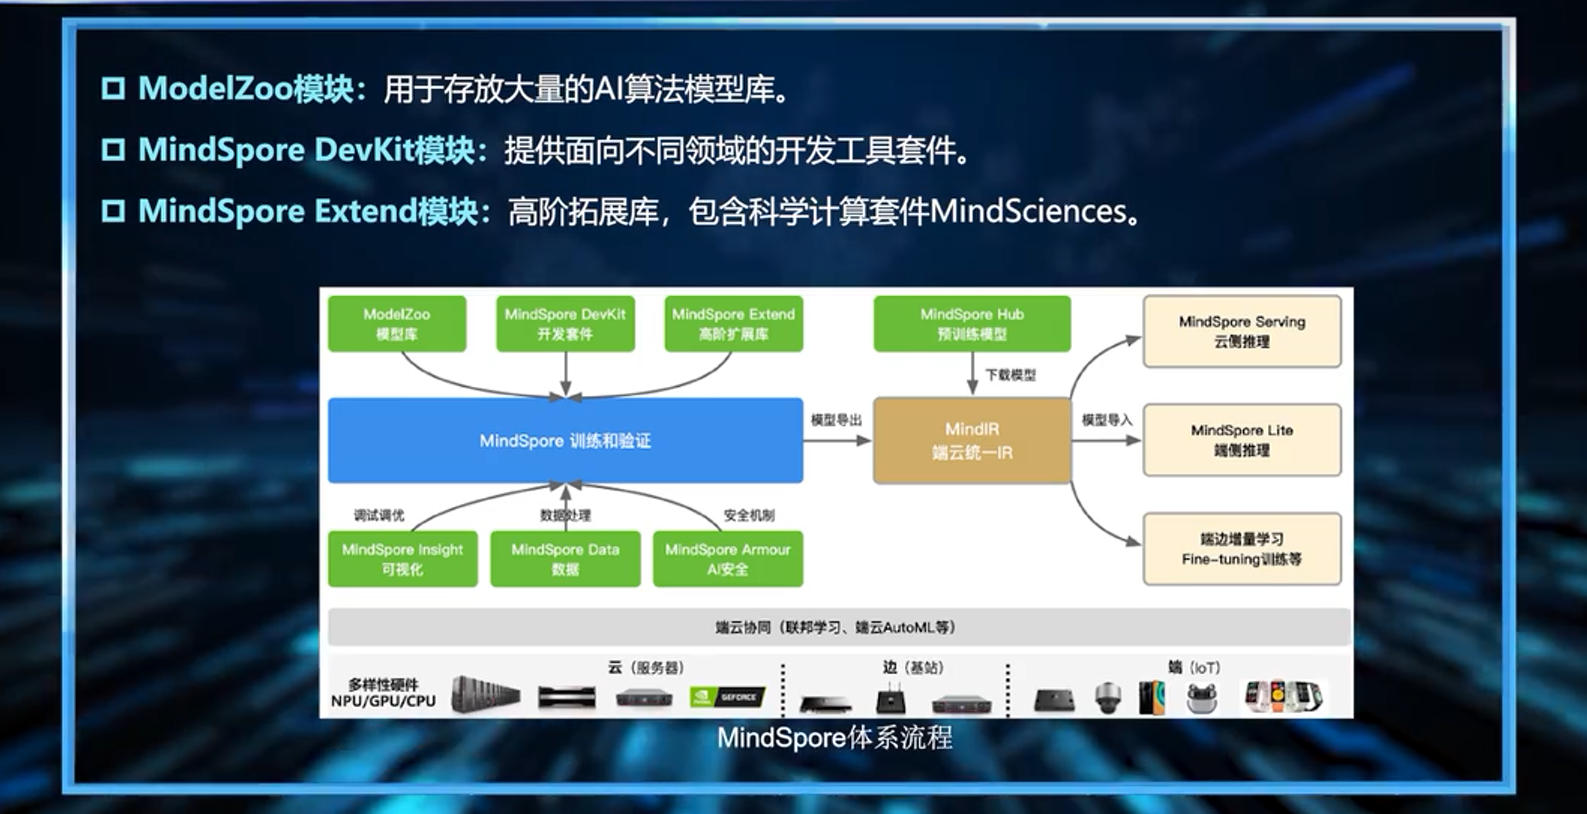 ModelZoo模块：用于存放大量的AI算法模型库。
MindSpore DevKit模块：提供面向不同领域的开发工具套件。
MindSpore Extend模块：高阶拓展库，包含科学计算套件MindSciences。
ModelZoo
模型库
MindSpore DevKit
开发套件
MindSpore Extend
高阶扩展库
MindSpore Hub
预训练模型
MindSpore Serving
云侧推理
下载模型
MindSpore 训练和验证
模型导出
MindIR
端云统一IR
模型导入
MindSpore Lite
端侧推理
调试调优
数据处理
安全机制
MindSpore Insight
可视化
MindSpore Data
数据
MindSpore Armour
AI安全
端边增量学习
Fine-tuning训练等
端云协同（联邦学习、端云AutoML等）
多样性硬件
NPU/GPU/CPU
云（服务器）
边（基站）
端（IoT）
GEFORCE
MindSpore体系流程